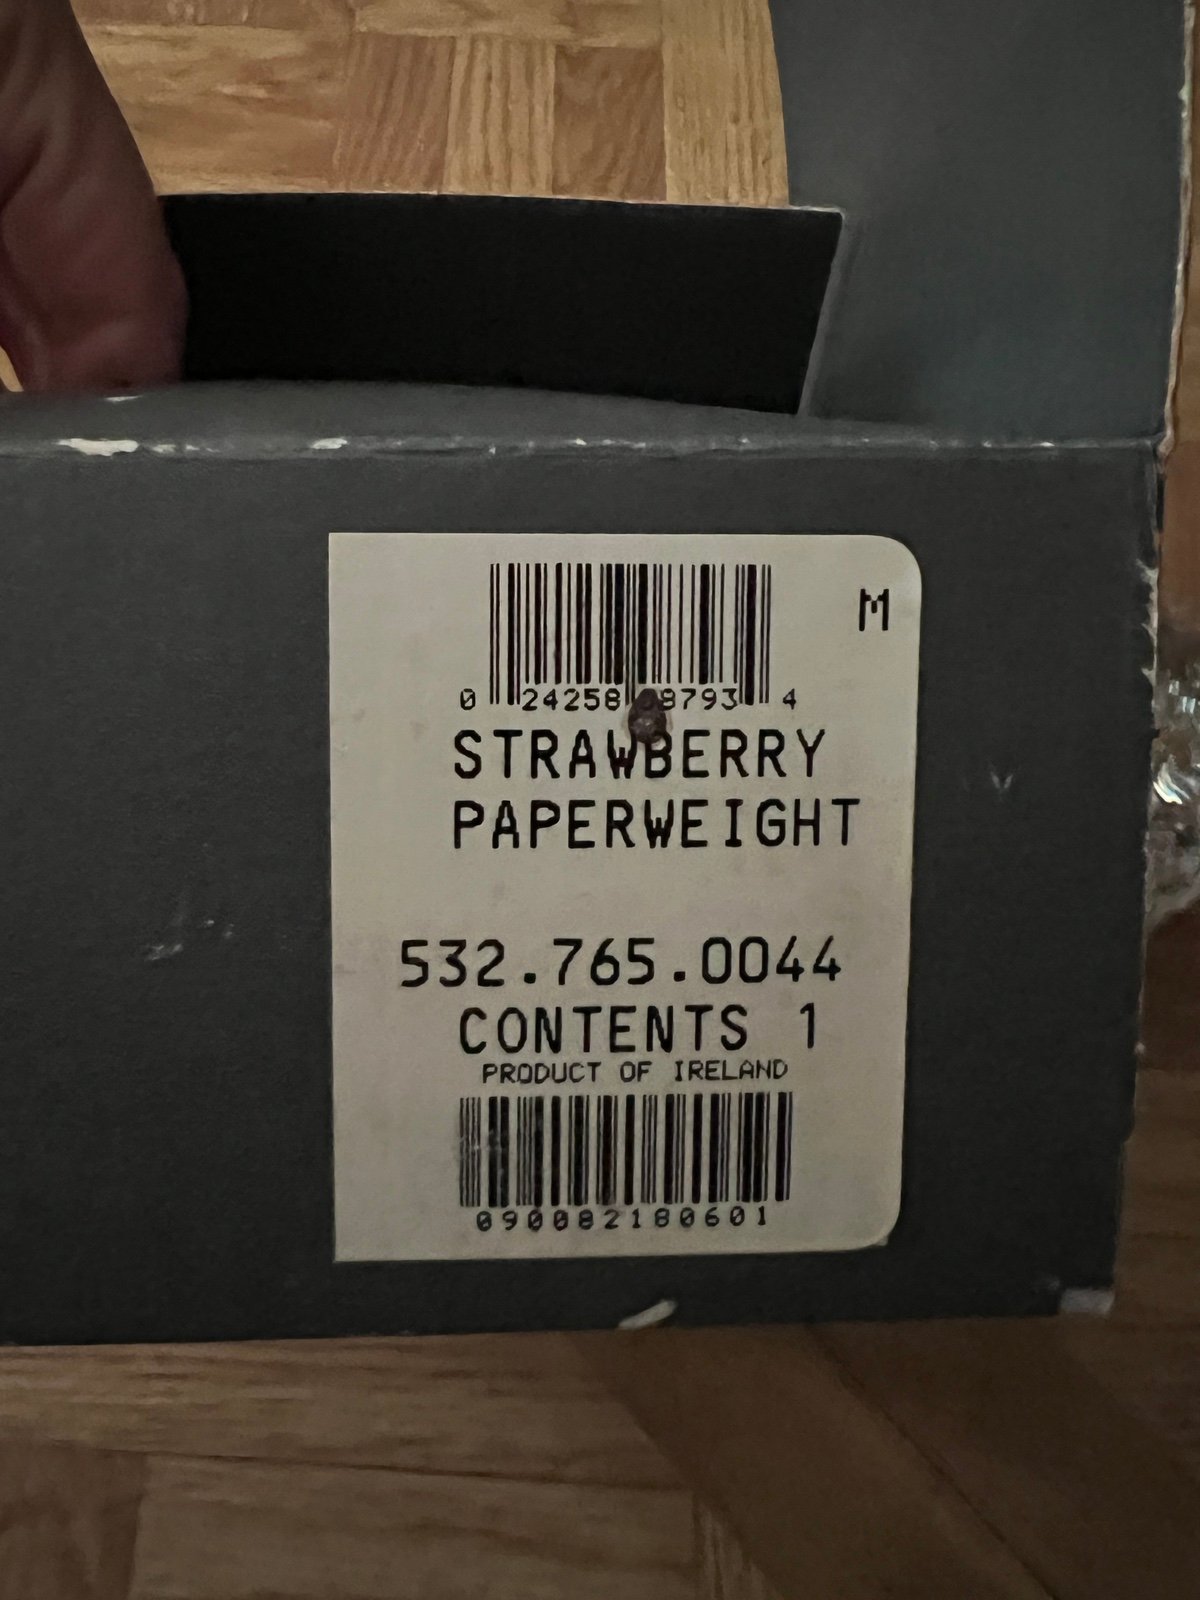 M
0 24258 8793 4
STRAWBERRY
PAPERWEIGHT
532.765.0044
CONTENTS 1
PRODUCT OF IRELAND
090082180601